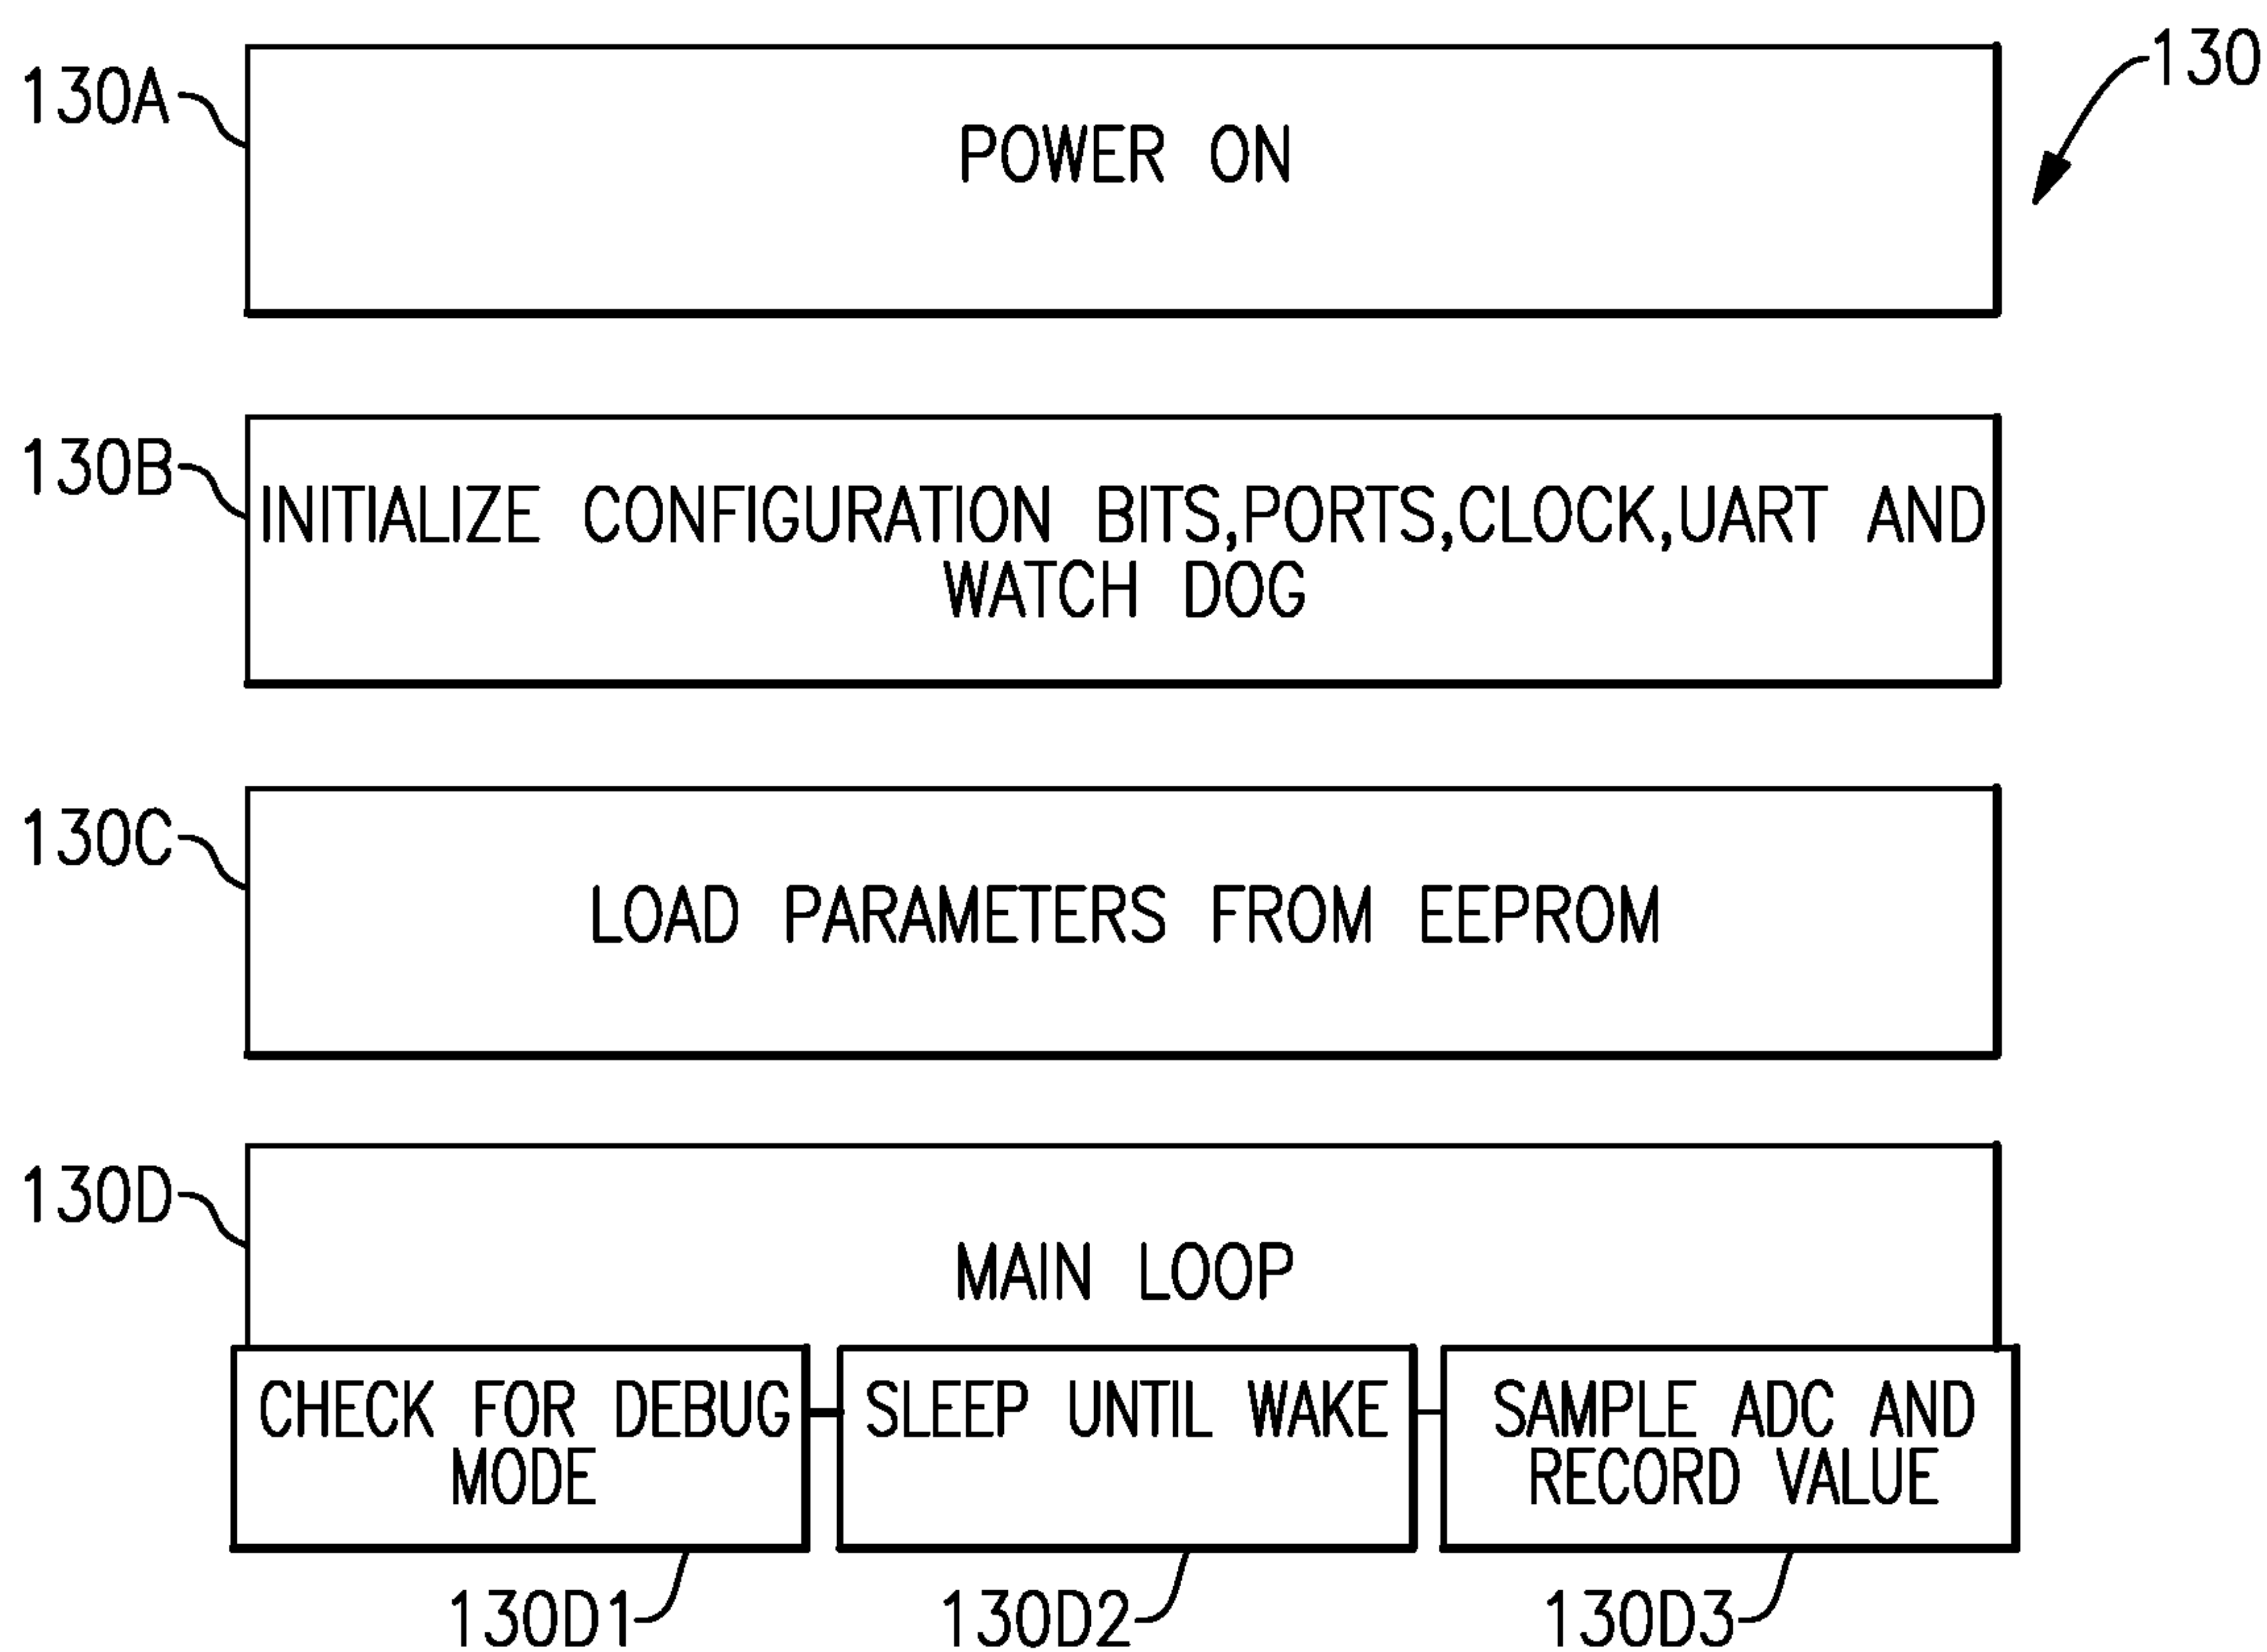 130
130A
POWER ON
130B
INITIALIZE CONFIGURATION BITS,PORTS,CLOCK,UART AND
WATCH DOG
130C
LOAD PARAMETERS FROM EEPROM
130D
MAIN LOOP
CHECK FOR DEBUG
MODE
SLEEP UNTIL WAKE
SAMPLE ADC AND
RECORD VALUE
130D1
130D2
130D3